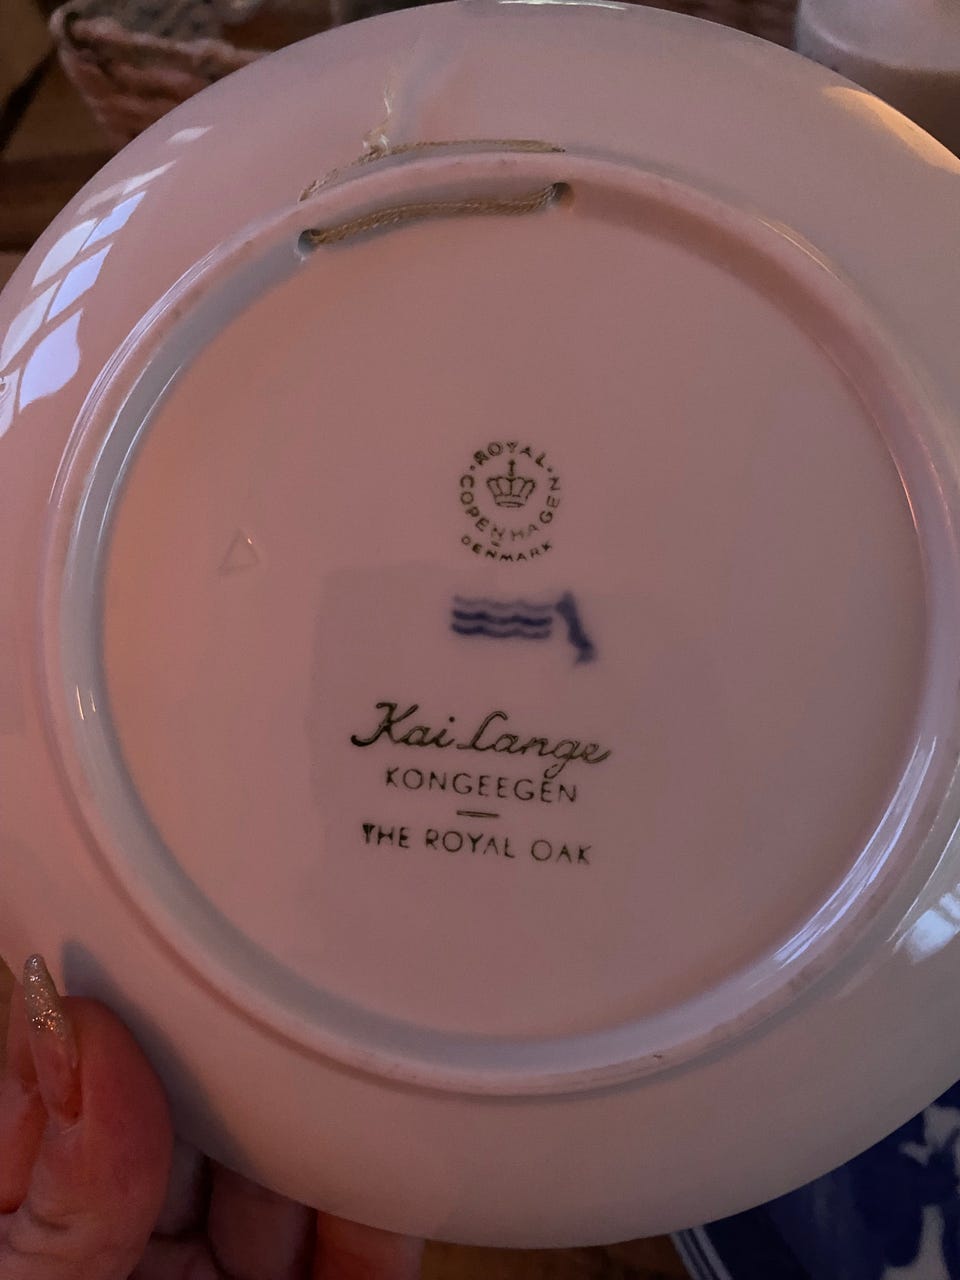 ROYAL
COPENHAGEN
DENMARK
Kai Lange
KONGEEGEN
THE ROYAL OAK